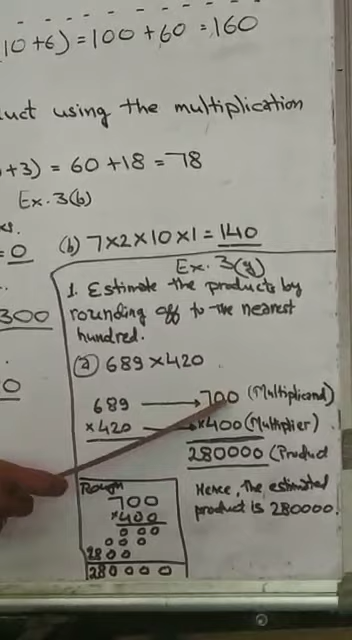 10+6) = 100 + 60 = 160
uct using the multiplication
+3) = 60 + 18 = 78
Ex. 3(b)
= 0
(b) 7×2×10×1 = 140
300
0
Ex. 3(y)
1. Estimate the products by
rounding off to the nearest
hundred.
(a) 689 × 420
689 → 700 (Multiplicand)
×420 → ×400 (Multiplier)
280000 (Product
Rough
700
×400
000
000
2800
280000
Hence, the estimated
product is 280000.